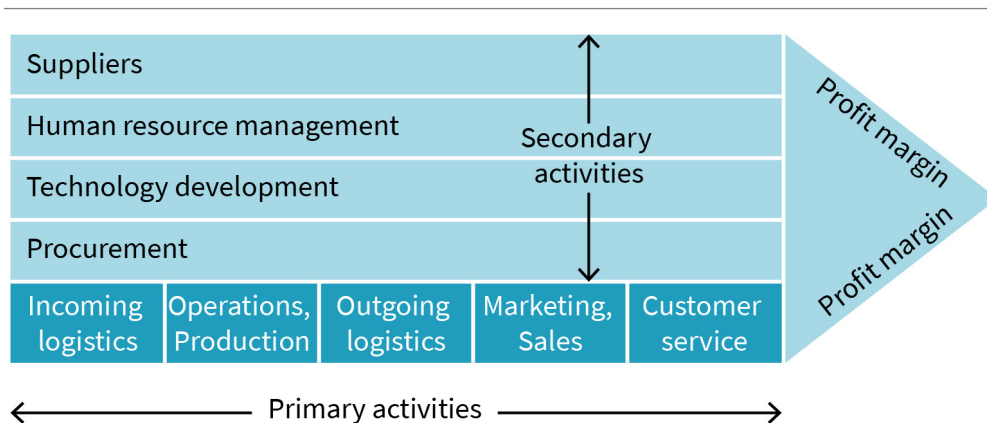 Suppliers
Human resource management
Technology development
Procurement
Secondary
activities
Incoming
logistics
Operations,
Production
Outgoing
logistics
Marketing,
Sales
Customer
service
Profit margin
Profit margin
Primary activities